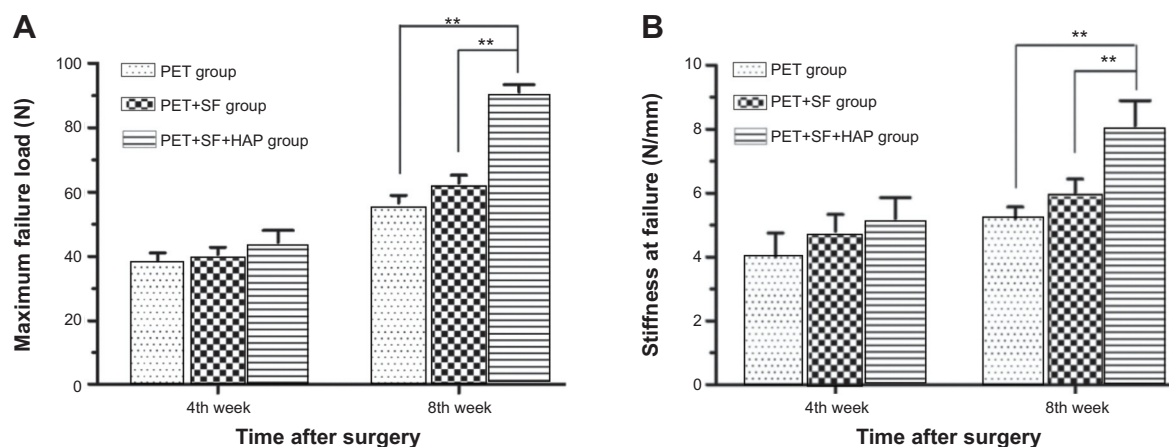 A
**
**
100
80
60
40
20
0
Maximum failure load (N)
PET group
PET+SF group
PET+SF+HAP group
4th week
8th week
Time after surgery
B
**
**
10
8
6
4
2
0
Stiffness at failure (N/mm)
PET group
PET+SF group
PET+SF+HAP group
4th week
8th week
Time after surgery